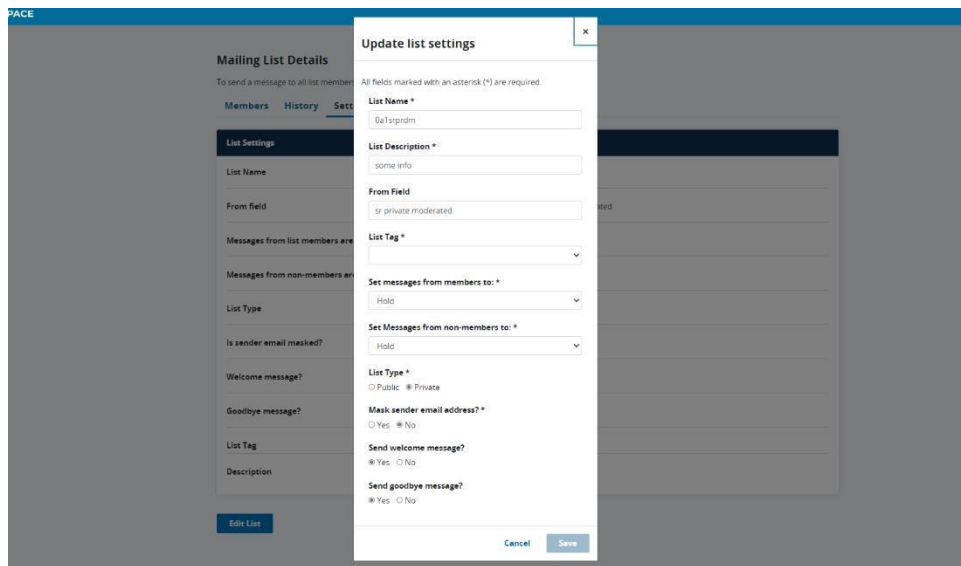 PACE
Mailing List Details
To send a message to all list member
Members History Sett
List Settings
List Name
From field
ated
Messages from list members are
Messages from non-members are
List Type
Is sender email masked?
Welcome message?
Goodbye message?
List Tag
Description
Edit List
×
Update list settings
All fields marked with an asterisk (*) are required.
List Name *
0a1srprdm
List Description *
some info
From Field
sr private moderated
List Tag *
Set messages from members to: *
Hold
Set Messages from non-members to: *
Hold
List Type *
Public Private
Mask sender email address? *
Yes No
Send welcome message?
Yes No
Send goodbye message?
Yes No
Cancel Save